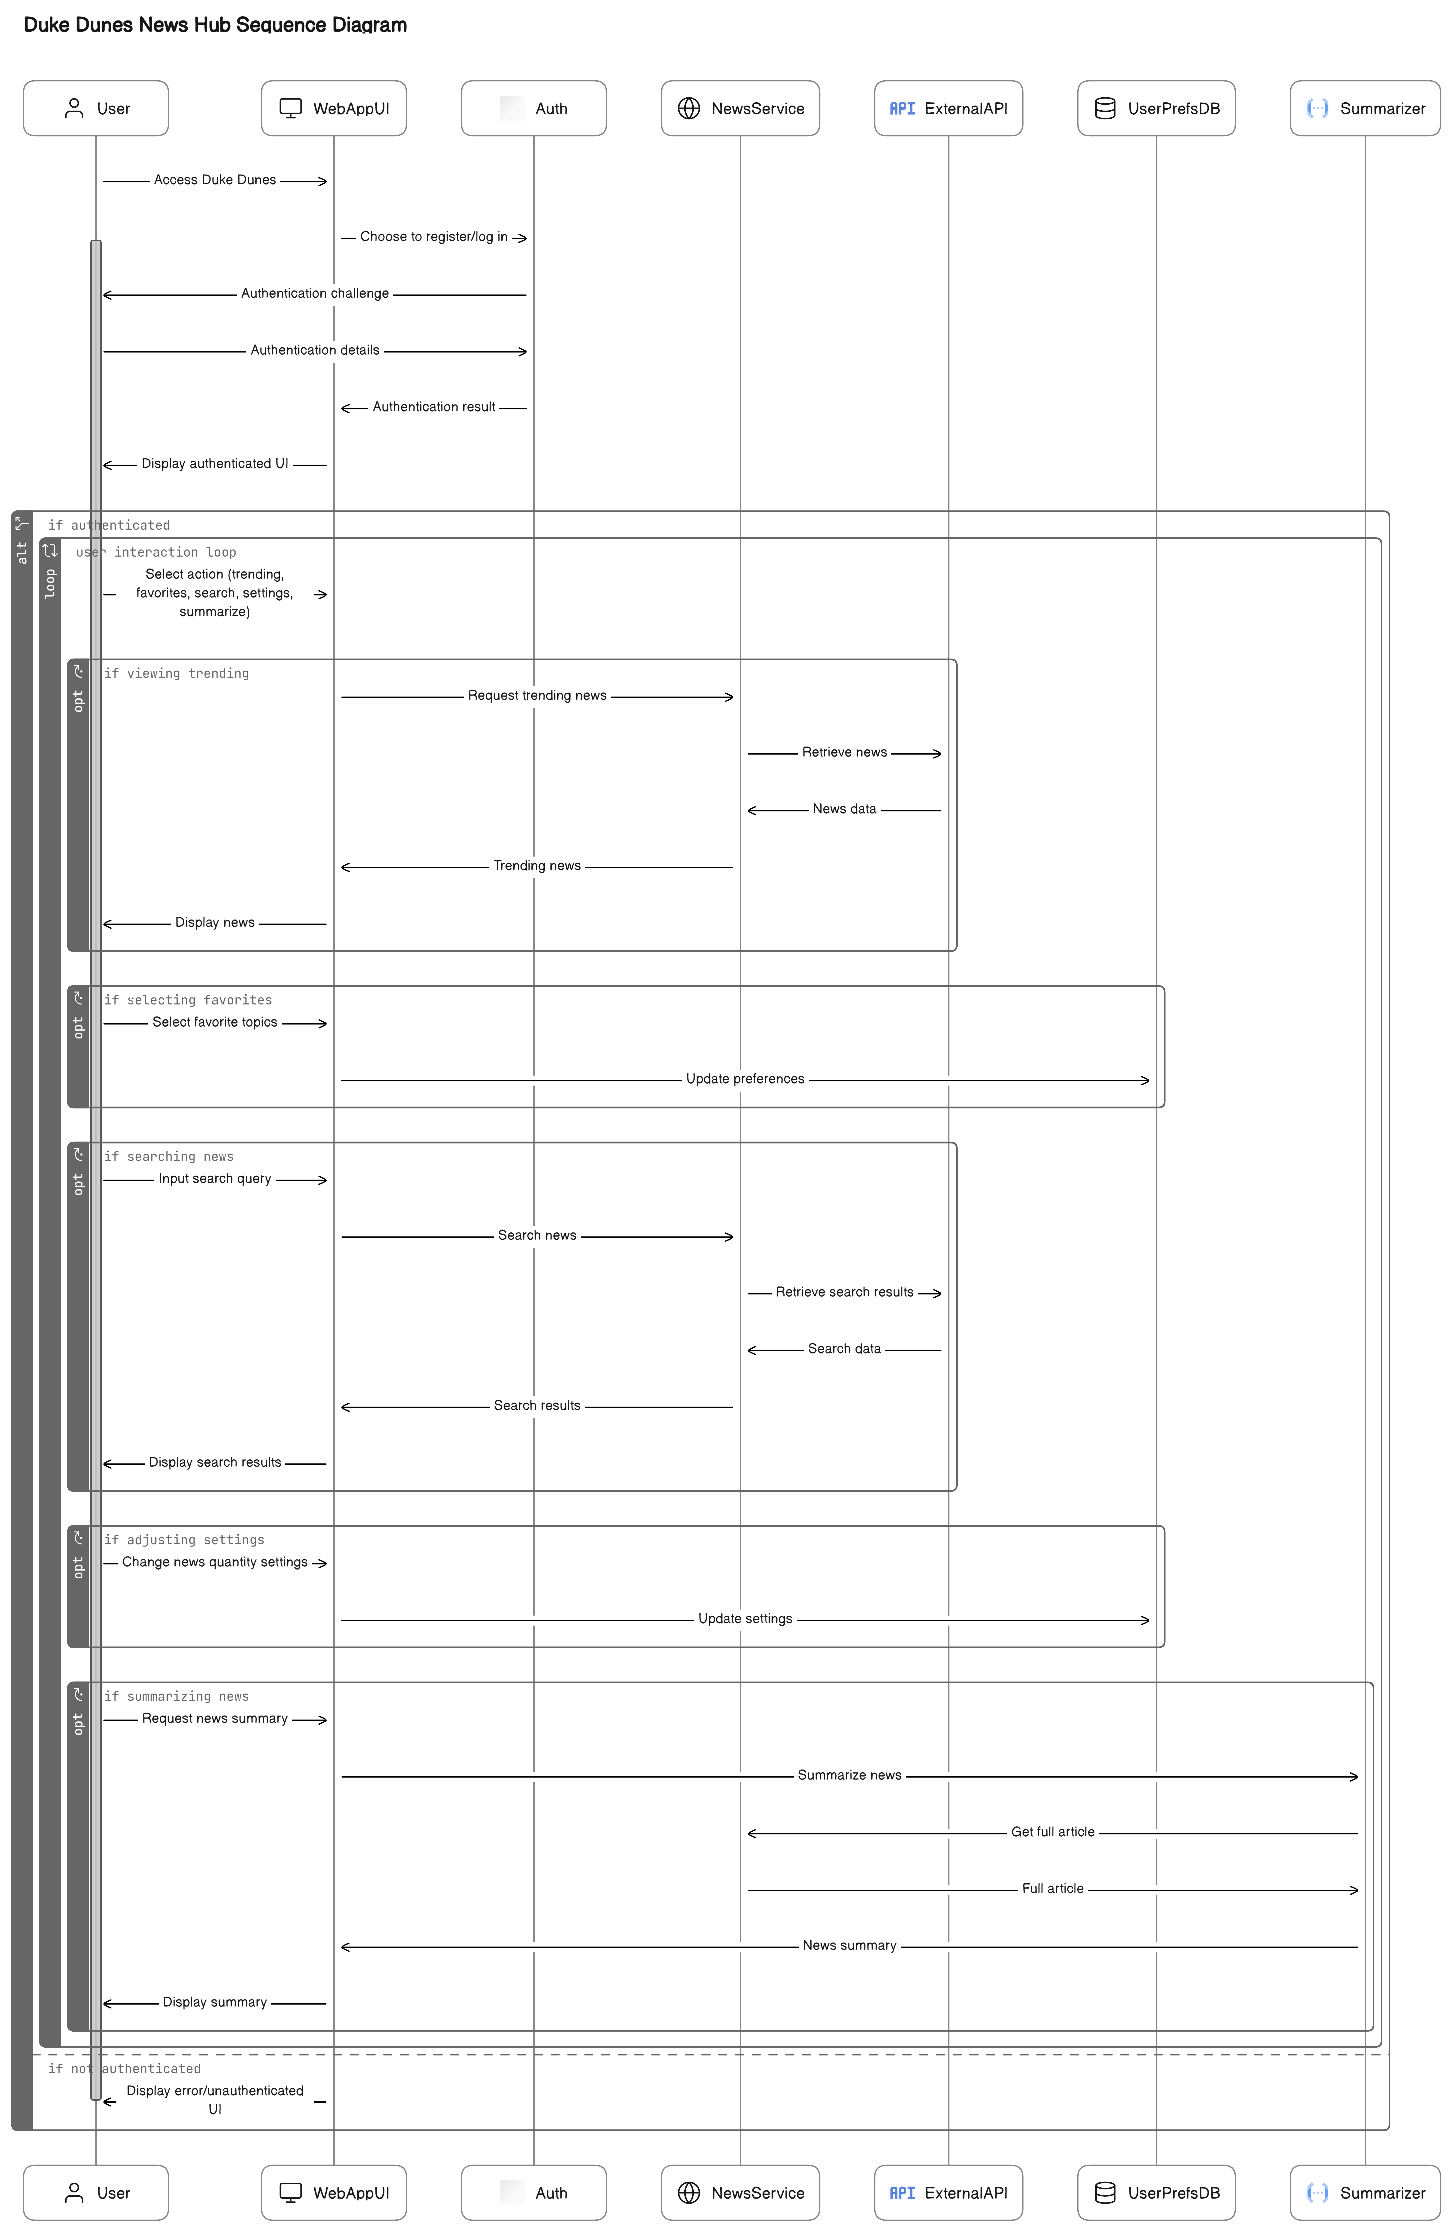 Duke Dunes News Hub Sequence Diagram
User
WebAppUI
Auth
NewsService
API ExternalAPI
UserPrefsDB
Summarizer
Access Duke Dunes
Choose to register/log in
Authentication challenge
Authentication details
Authentication result
Display authenticated UI
alt
if authenticated
loop
user interaction loop
Select action (trending,
favorites, search, settings,
summarize)
opt
if viewing trending
Request trending news
Retrieve news
News data
Trending news
Display news
opt
if selecting favorites
Select favorite topics
Update preferences
opt
if searching news
Input search query
Search news
Retrieve search results
Search data
Search results
Display search results
opt
if adjusting settings
Change news quantity settings
Update settings
opt
if summarizing news
Request news summary
Summarize news
Get full article
Full article
News summary
Display summary
if not authenticated
Display error/unauthenticated
UI
User
WebAppUI
Auth
NewsService
API ExternalAPI
UserPrefsDB
Summarizer